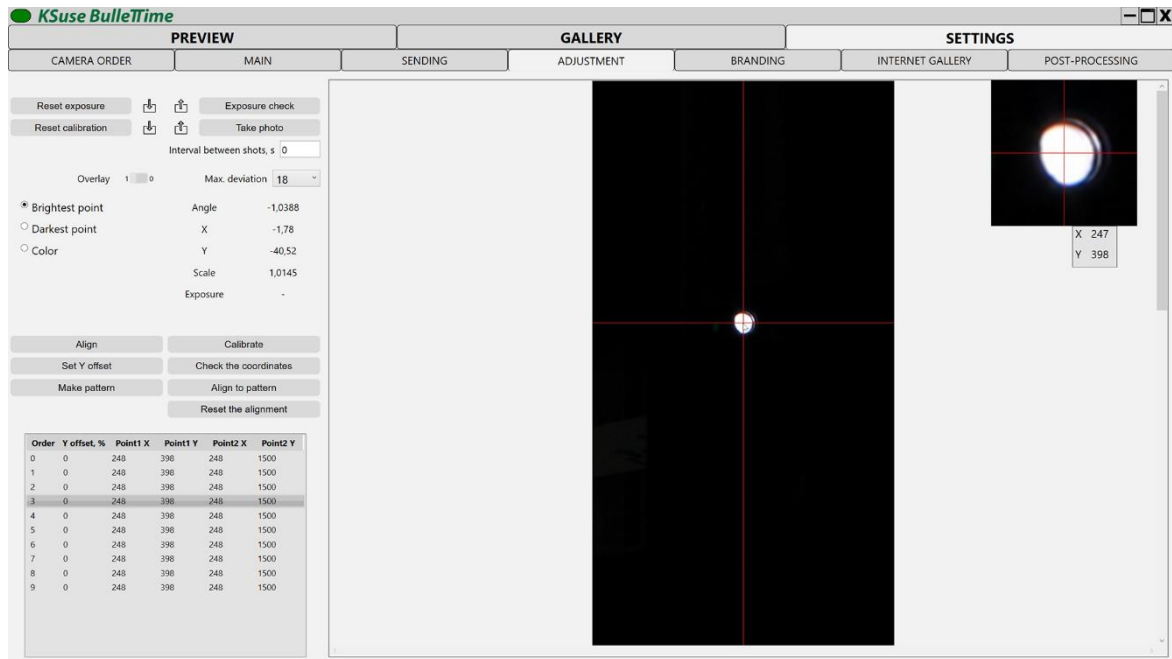 KSuse BulleTime
PREVIEW GALLERY SETTINGS
CAMERA ORDER MAIN SENDING ADJUSTMENT BRANDING INTERNET GALLERY POST-PROCESSING
Reset exposure Exposure check
Reset calibration Take photo
Interval between shots, s 0
Overlay 1 0 Max. deviation 18
Brightest point Angle -1,0388
Darkest point X -1,78
Color Y -40,52
Scale 1,0145
Exposure -
X 247
Y 398
Align Calibrate
Set Y offset Check the coordinates
Make pattern Align to pattern
Reset the alignment
Order Y offset, % Point1 X Point1 Y Point2 X Point2 Y
0 0 248 398 248 1500
1 0 248 398 248 1500
2 0 248 398 248 1500
3 0 248 398 248 1500
4 0 248 398 248 1500
5 0 248 398 248 1500
6 0 248 398 248 1500
7 0 248 398 248 1500
8 0 248 398 248 1500
9 0 248 398 248 1500